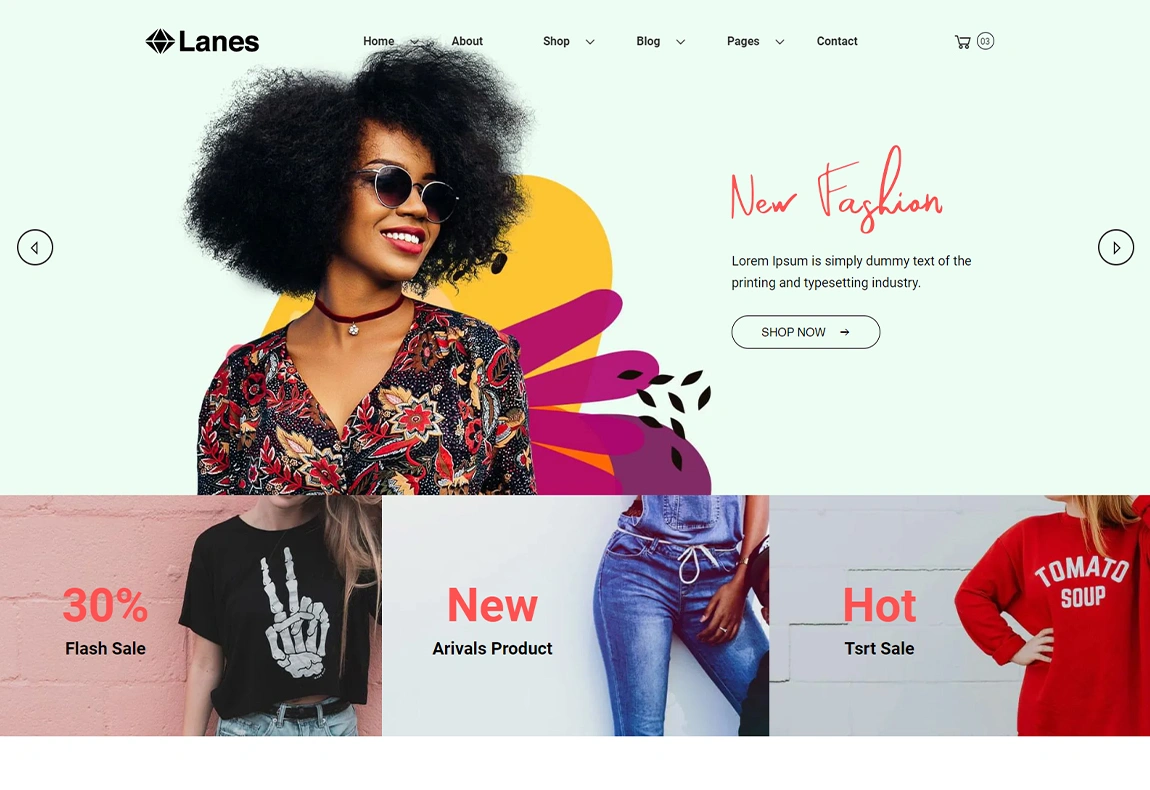 Lanes
Home About Shop Blog Pages Contact 03
New Fashion
Lorem Ipsum is simply dummy text of the
printing and typesetting industry.
SHOP NOW
30%
Flash Sale
New
Arivals Product
Hot
Tsrt Sale
TOMATO
SOUP